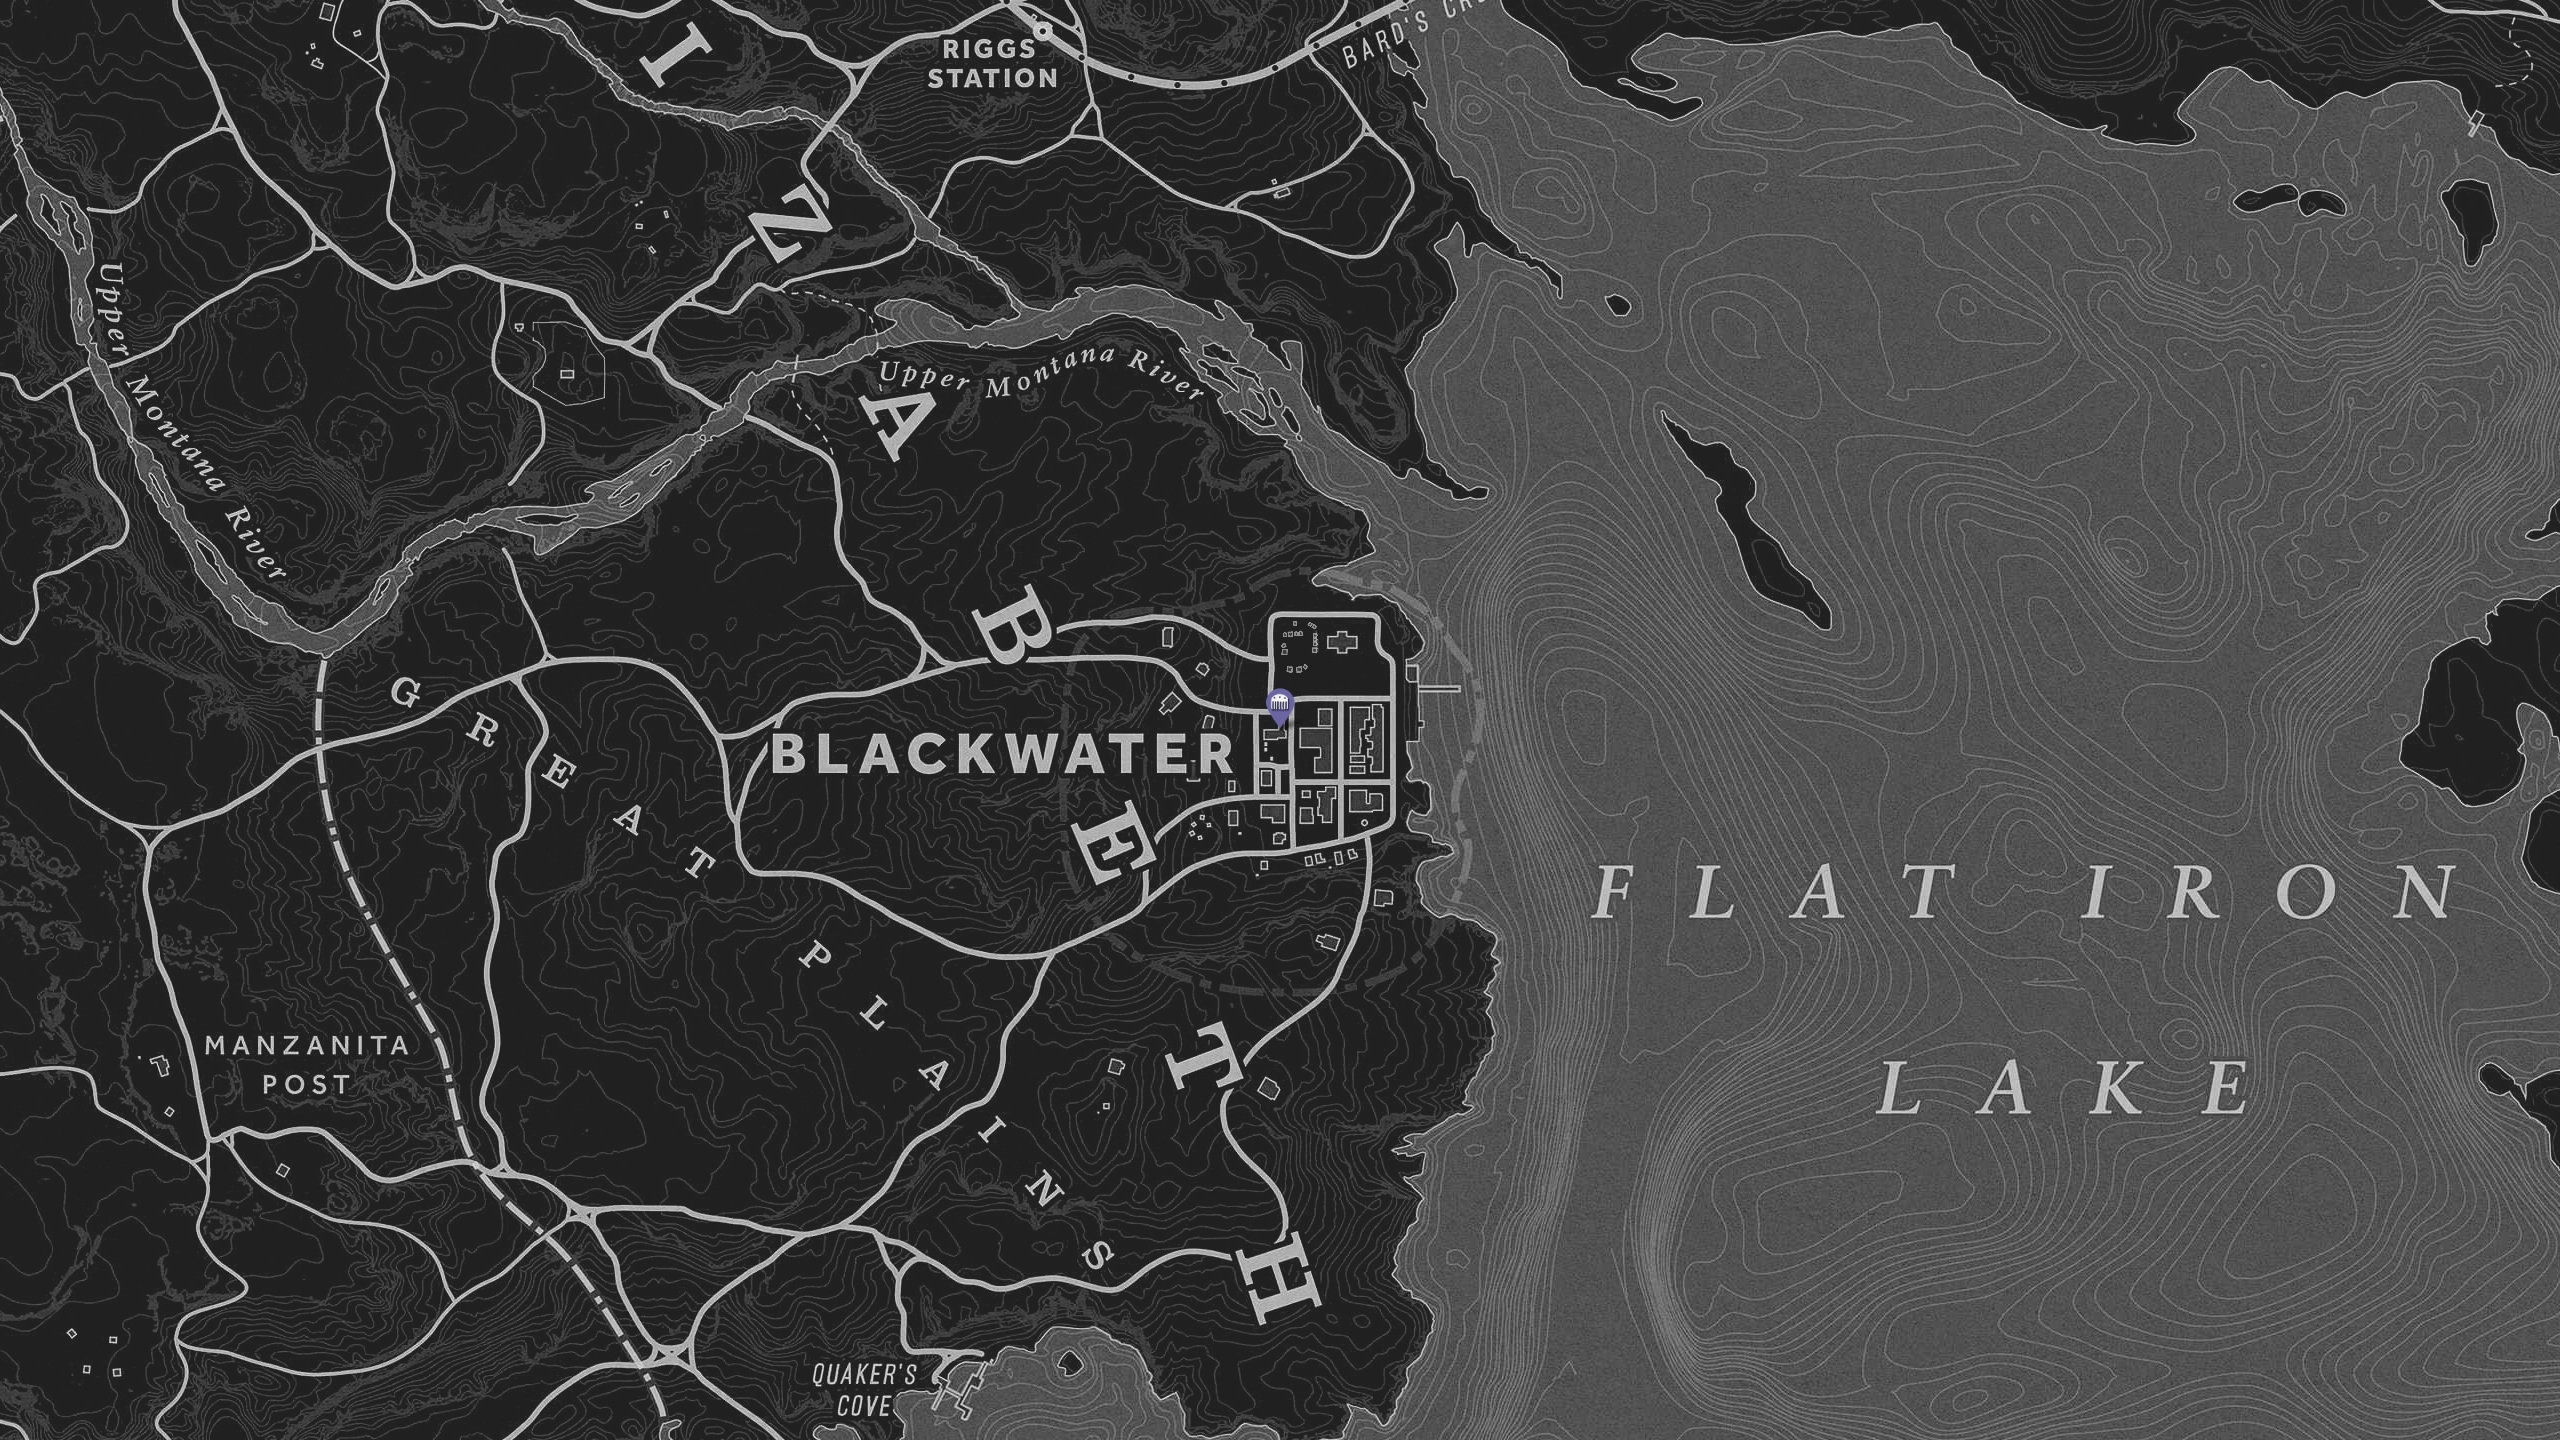 BARD'S CR
RIGGS
STATION
I
Z
A
B
E
T
H
Upper Montana River
Upper Montana River
BLACKWATER
GREAT PLAINS
FLAT IRON
LAKE
MANZANITA
POST
QUAKER'S
COVE